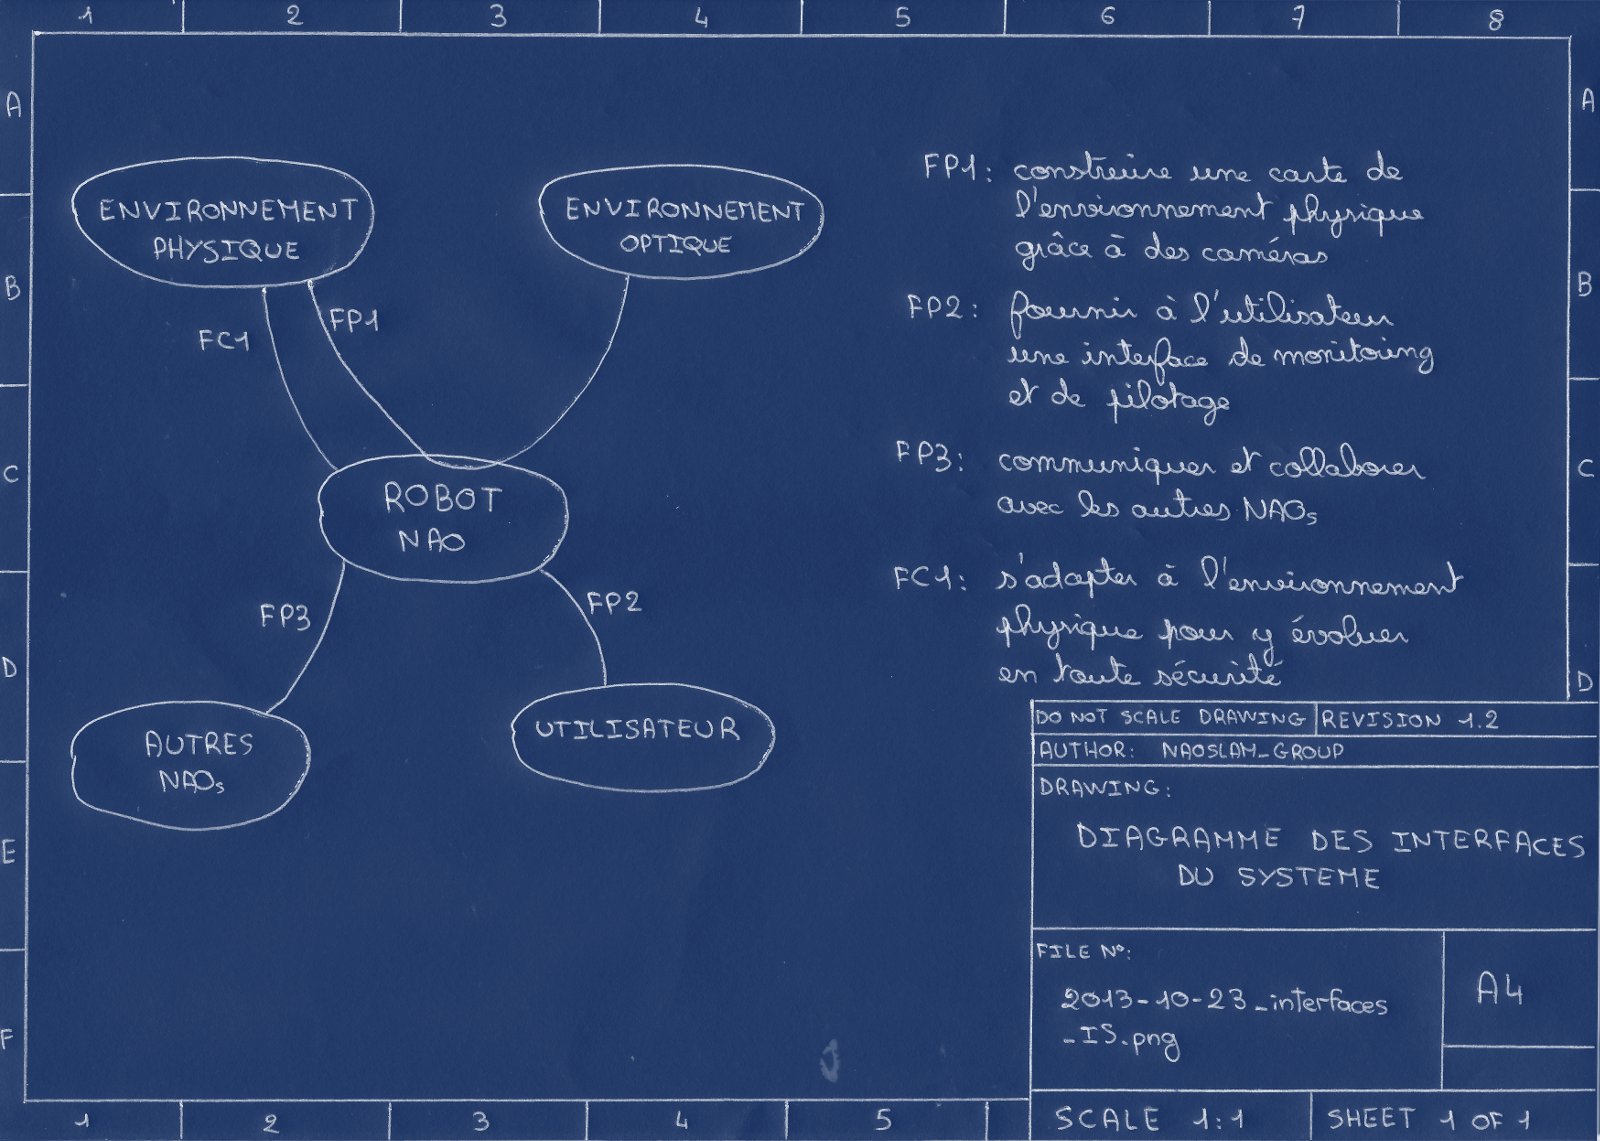 1 2 3 4 5 6 7 8
A A
B B
C C
D D
E
F
ENVIRONNEMENT
PHYSIQUE
ENVIRONNEMENT
OPTIQUE
FC1
FP1
ROBOT
NAO
FP3
FP2
AUTRES
NAOs
UTILISATEUR
FP1: construire une carte de
l'environnement physique
grâce à des caméras
FP2: fournir à l'utilisateur
une interface de monitoring
et de pilotage
FP3: communiquer et collaborer
avec les autres NAOs
FC1: s'adapter à l'environnement
physique pour y évoluer
en toute sécurité
DO NOT SCALE DRAWING REVISION 1.2
AUTHOR: NAOSLAM_GROUP
DRAWING:
DIAGRAMME DES INTERFACES
DU SYSTEME
FILE N°:
2013-10-23_interfaces
_IS.png
A4
SCALE 1:1 SHEET 1 OF 1
1 2 3 4 5